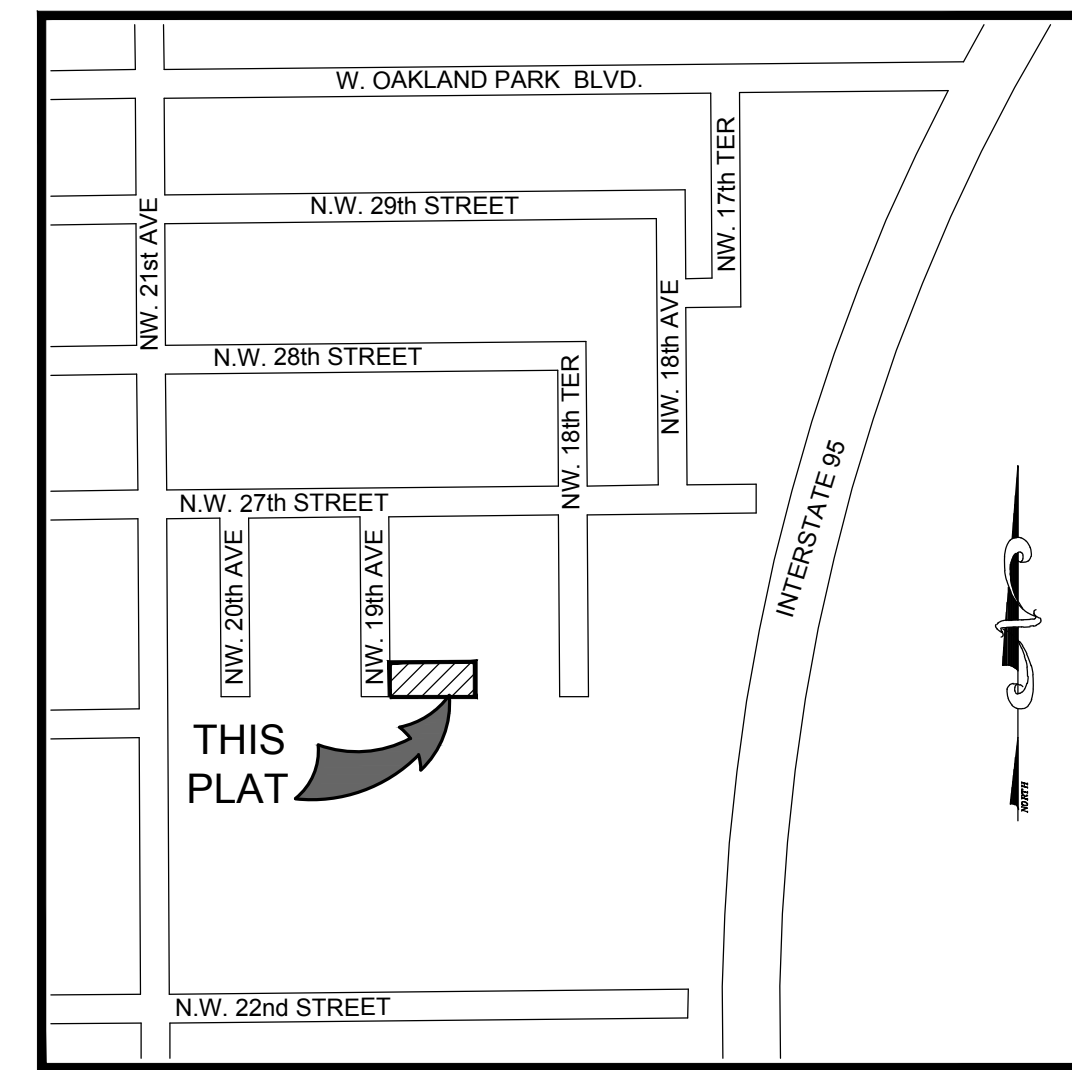 W. OAKLAND PARK BLVD.
NW. 17th TER
N.W. 29th STREET
NW. 21st AVE
NW. 18th AVE
N.W. 28th STREET
NW. 18th TER
INTERSTATE 95
N.W. 27th STREET
NW. 20th AVE
NW. 19th AVE
THIS
PLAT
NORTH
N.W. 22nd STREET